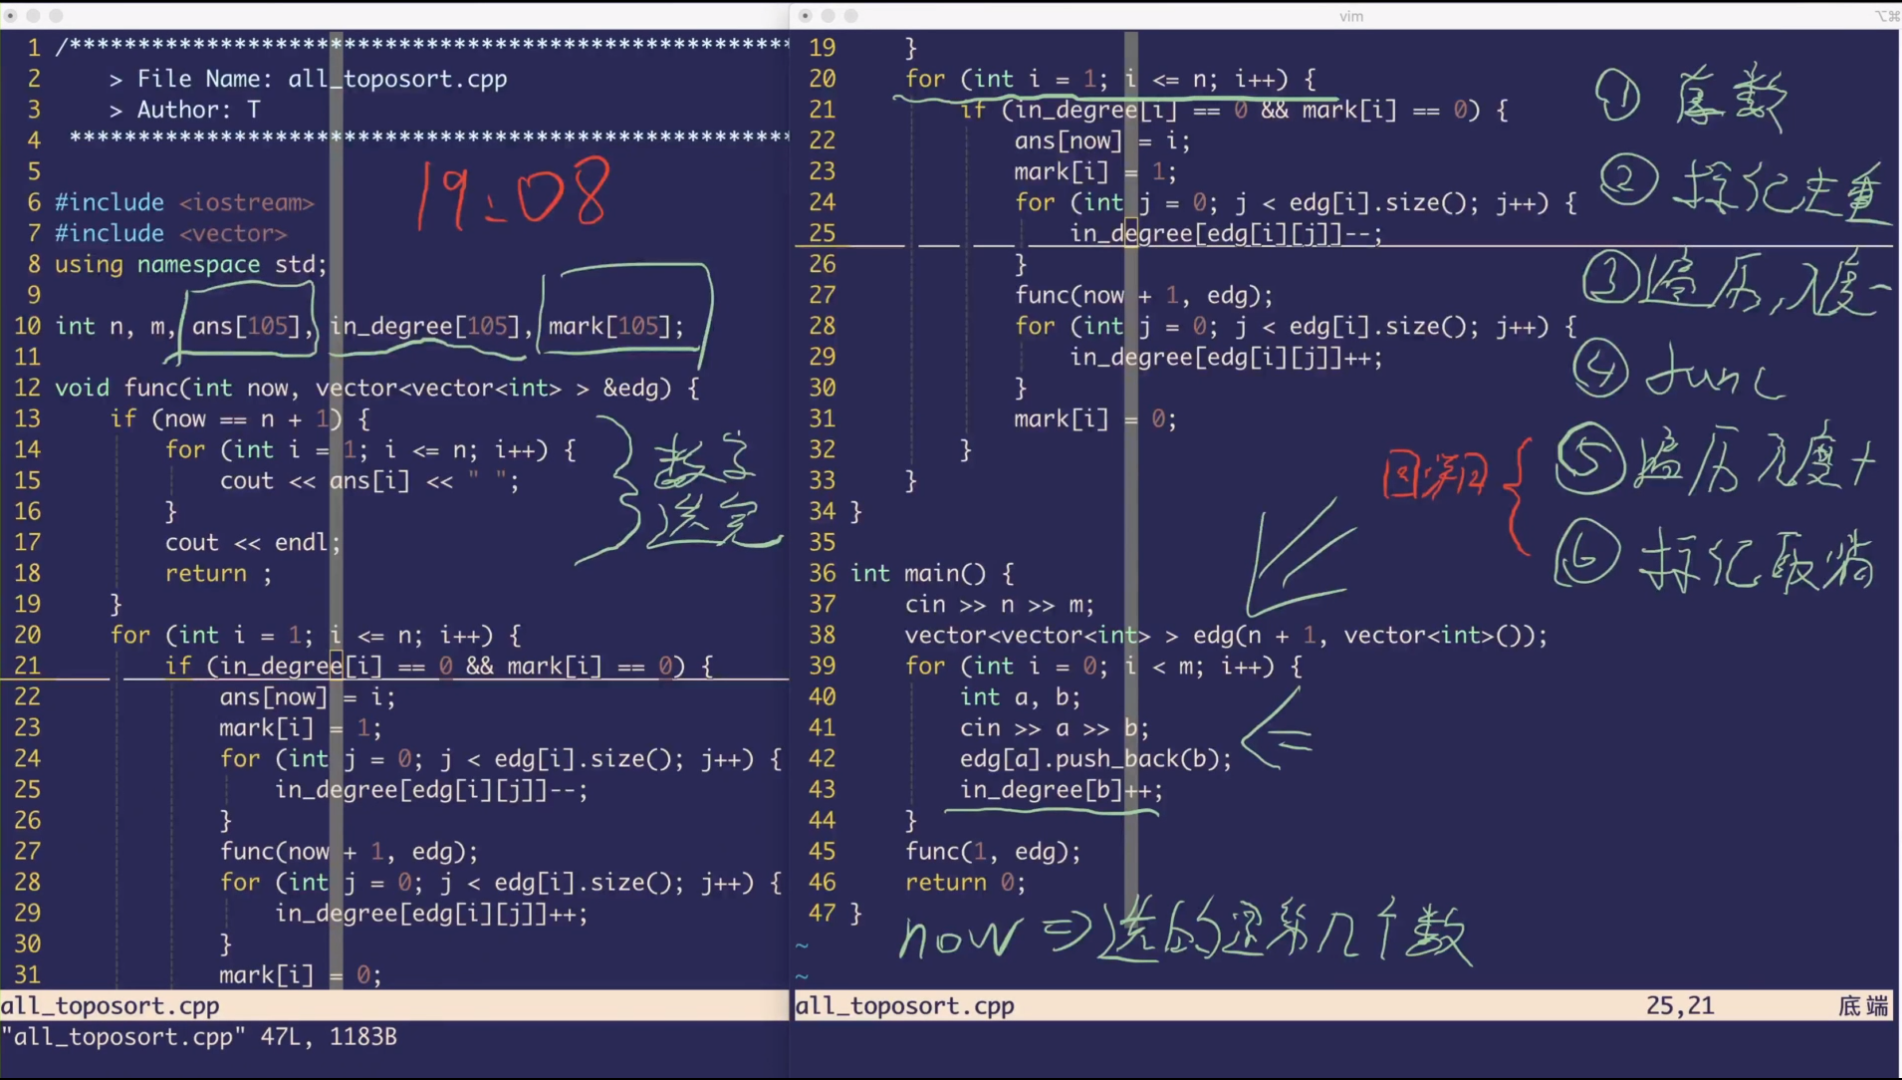 vim
1 /*****************************************************
2     > File Name: all_toposort.cpp
3     > Author: T
4  *****************************************************
5
6 #include <iostream>
7 #include <vector>
8 using namespace std;
9
10 int n, m, ans[105], in_degree[105], mark[105];
11
12 void func(int now, vector<vector<int> > &edg) {
13     if (now == n + 1) {
14         for (int i = 1; i <= n; i++) {
15             cout << ans[i] << " ";
16         }
17         cout << endl;
18         return ;
19     }
20     for (int i = 1; i <= n; i++) {
21         if (in_degree[i] == 0 && mark[i] == 0) {
22             ans[now] = i;
23             mark[i] = 1;
24             for (int j = 0; j < edg[i].size(); j++) {
25                 in_degree[edg[i][j]]--;
26             }
27             func(now + 1, edg);
28             for (int j = 0; j < edg[i].size(); j++) {
29                 in_degree[edg[i][j]]++;
30             }
31             mark[i] = 0;
all_toposort.cpp
"all_toposort.cpp" 47L, 1183B
19:08
数字
选完
19     }
20     for (int i = 1; i <= n; i++) {
21         if (in_degree[i] == 0 && mark[i] == 0) {
22             ans[now] = i;
23             mark[i] = 1;
24             for (int j = 0; j < edg[i].size(); j++) {
25                 in_degree[edg[i][j]]--;
26             }
27             func(now + 1, edg);
28             for (int j = 0; j < edg[i].size(); j++) {
29                 in_degree[edg[i][j]]++;
30             }
31             mark[i] = 0;
32         }
33     }
34 }
35
36 int main() {
37     cin >> n >> m;
38     vector<vector<int> > edg(n + 1, vector<int>());
39     for (int i = 0; i < m; i++) {
40         int a, b;
41         cin >> a >> b;
42         edg[a].push_back(b);
43         in_degree[b]++;
44     }
45     func(1, edg);
46     return 0;
47 }
~
~
all_toposort.cpp 25,21 底端
① 存数
② 标记去重
③ 遍历,入度-
④ func
⑤ 遍历入度+
⑥ 标记取消
回溯
now => 选的是第几个数